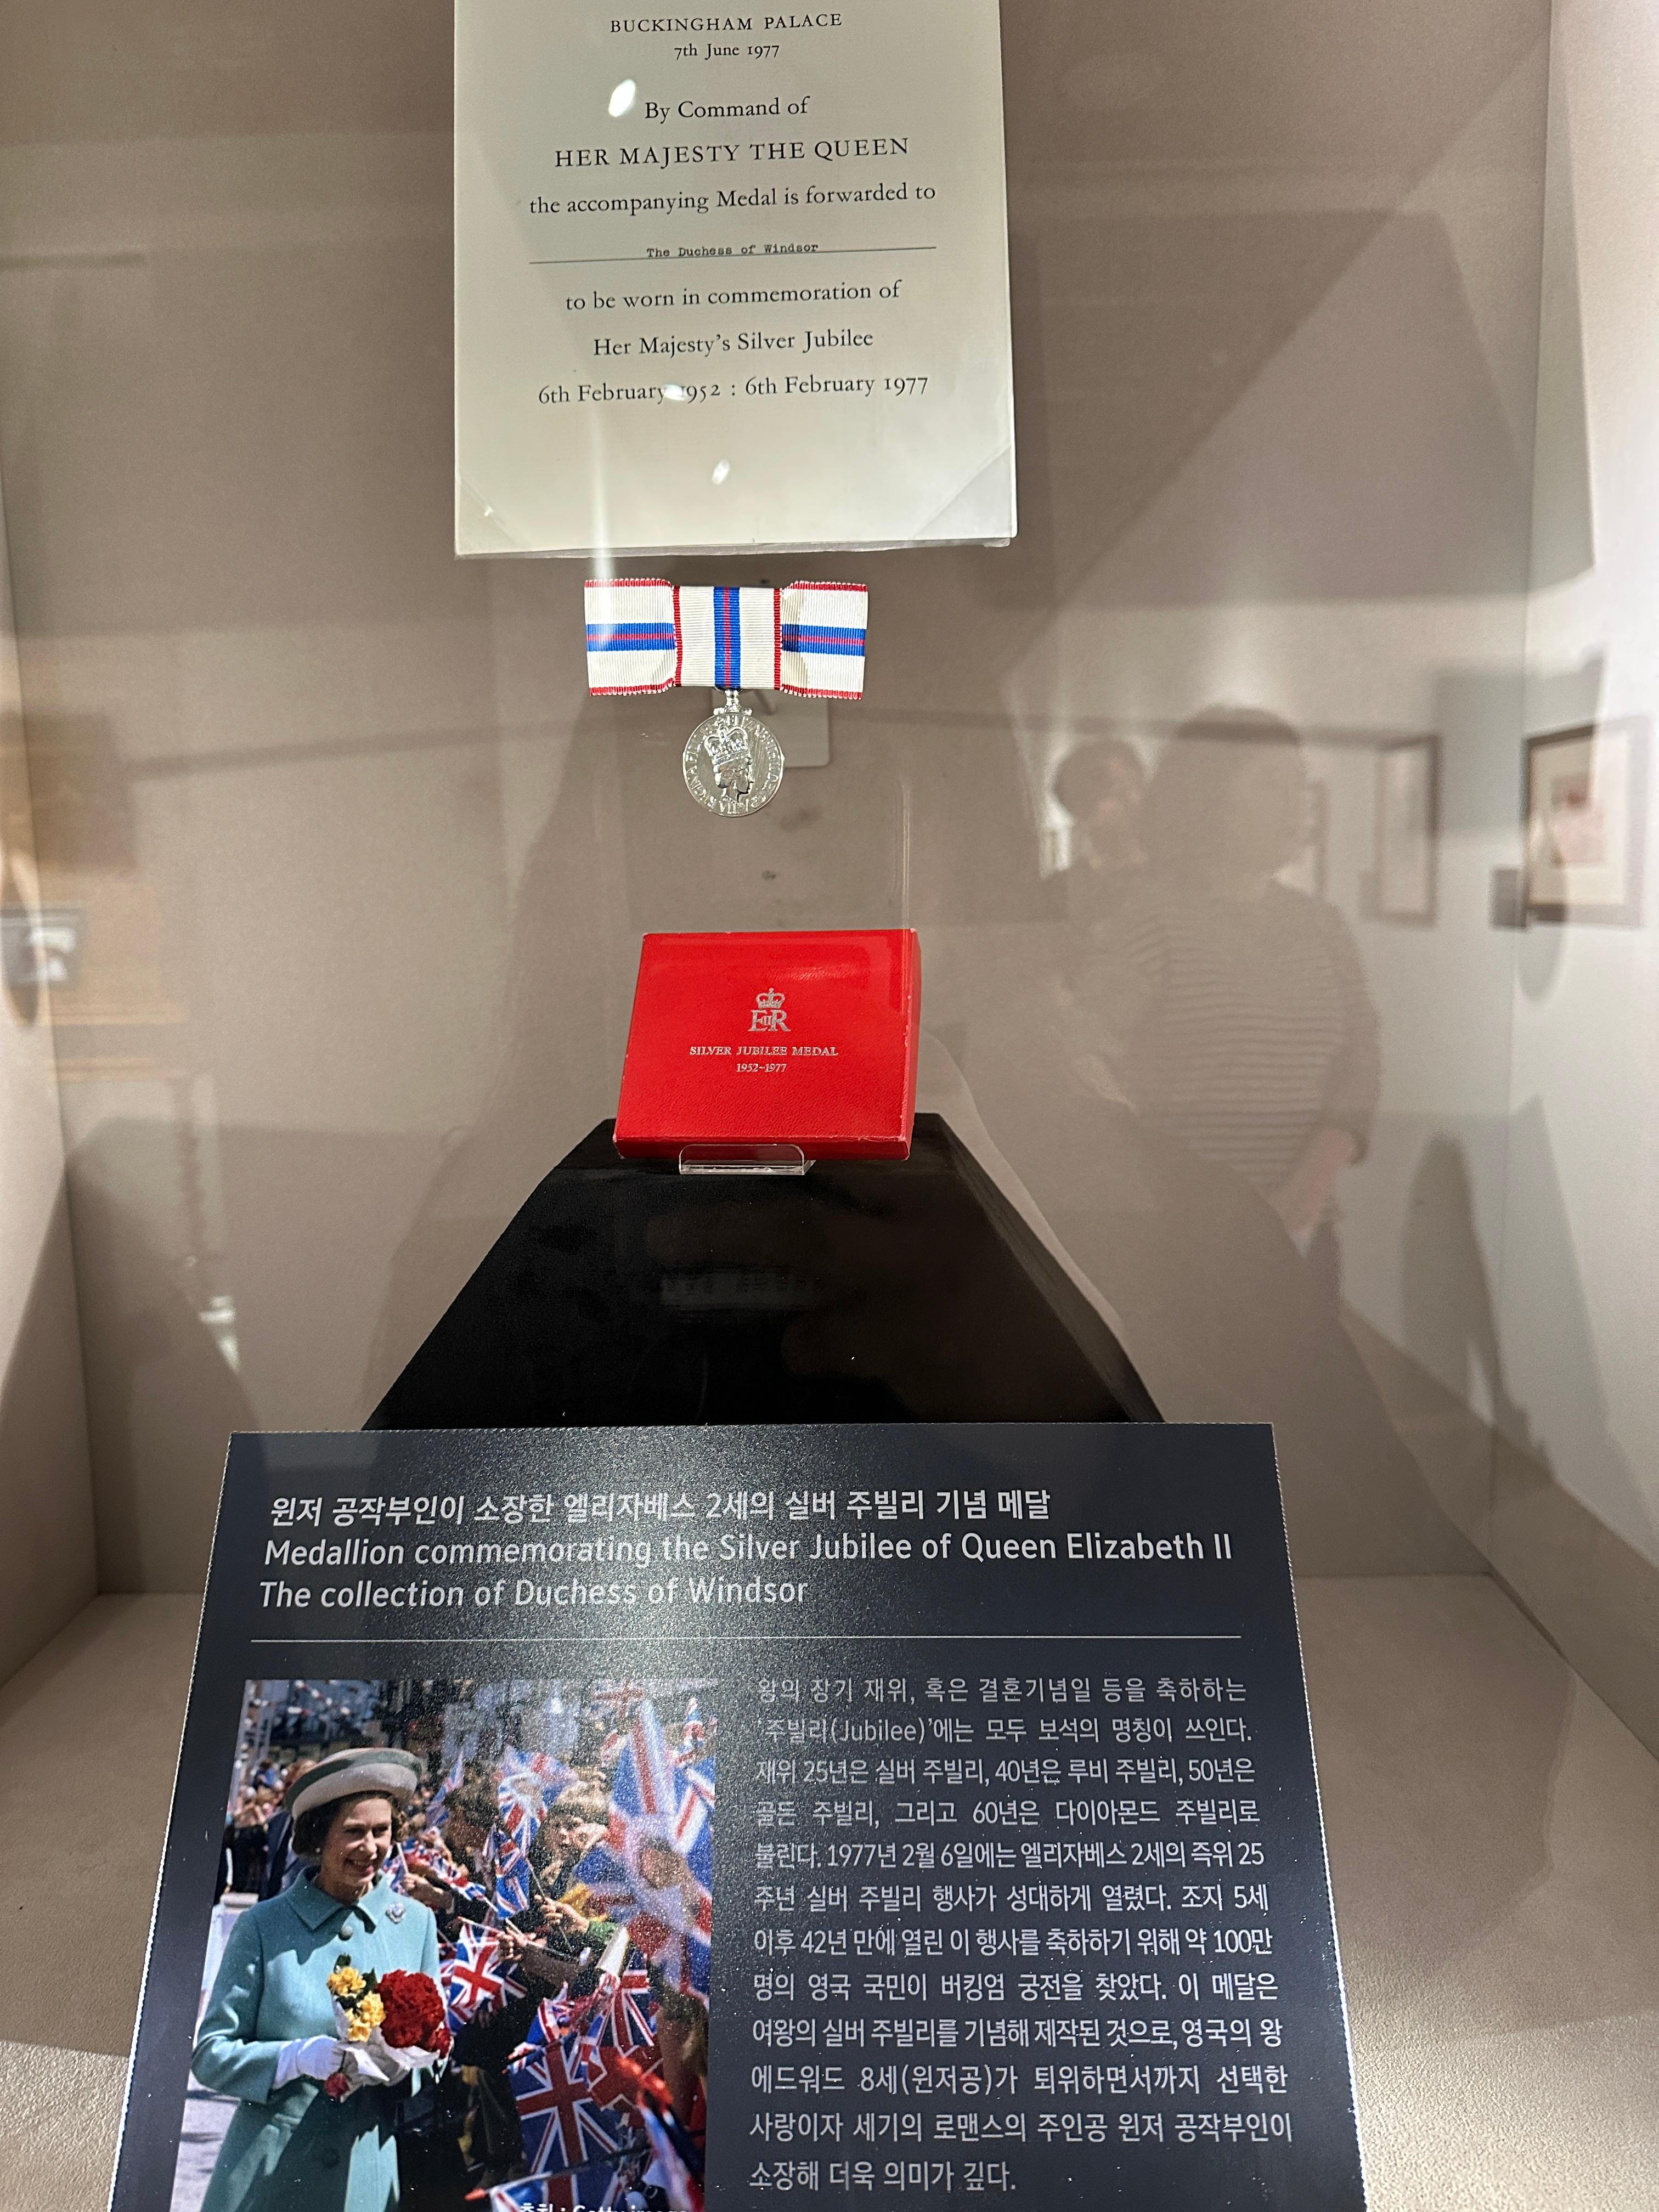 BUCKINGHAM PALACE
7th June 1977
By Command of
HER MAJESTY THE QUEEN
the accompanying Medal is forwarded to
The Duchess of Windsor
to be worn in commemoration of
Her Majesty's Silver Jubilee
6th February 1952 : 6th February 1977
EIIR
SILVER JUBILEE MEDAL
1952-1977
윈저 공작부인이 소장한 엘리자베스 2세의 실버 주빌리 기념 메달
Medallion commemorating the Silver Jubilee of Queen Elizabeth II
The collection of Duchess of Windsor
왕의 장기 재위, 혹은 결혼기념일 등을 축하하는
'주빌리(Jubilee)'에는 모두 보석의 명칭이 쓰인다.
재위 25년은 실버 주빌리, 40년은 루비 주빌리, 50년은
골든 주빌리, 그리고 60년은 다이아몬드 주빌리로
불린다. 1977년 2월 6일에는 엘리자베스 2세의 즉위 25
주년 실버 주빌리 행사가 성대하게 열렸다. 조지 5세
이후 42년 만에 열린 이 행사를 축하하기 위해 약 100만
명의 영국 국민이 버킹엄 궁전을 찾았다. 이 메달은
여왕의 실버 주빌리를 기념해 제작된 것으로, 영국의 왕
에드워드 8세(윈저공)가 퇴위하면서까지 선택한
사랑이자 세기의 로맨스의 주인공 윈저 공작부인이
소장해 더욱 의미가 깊다.